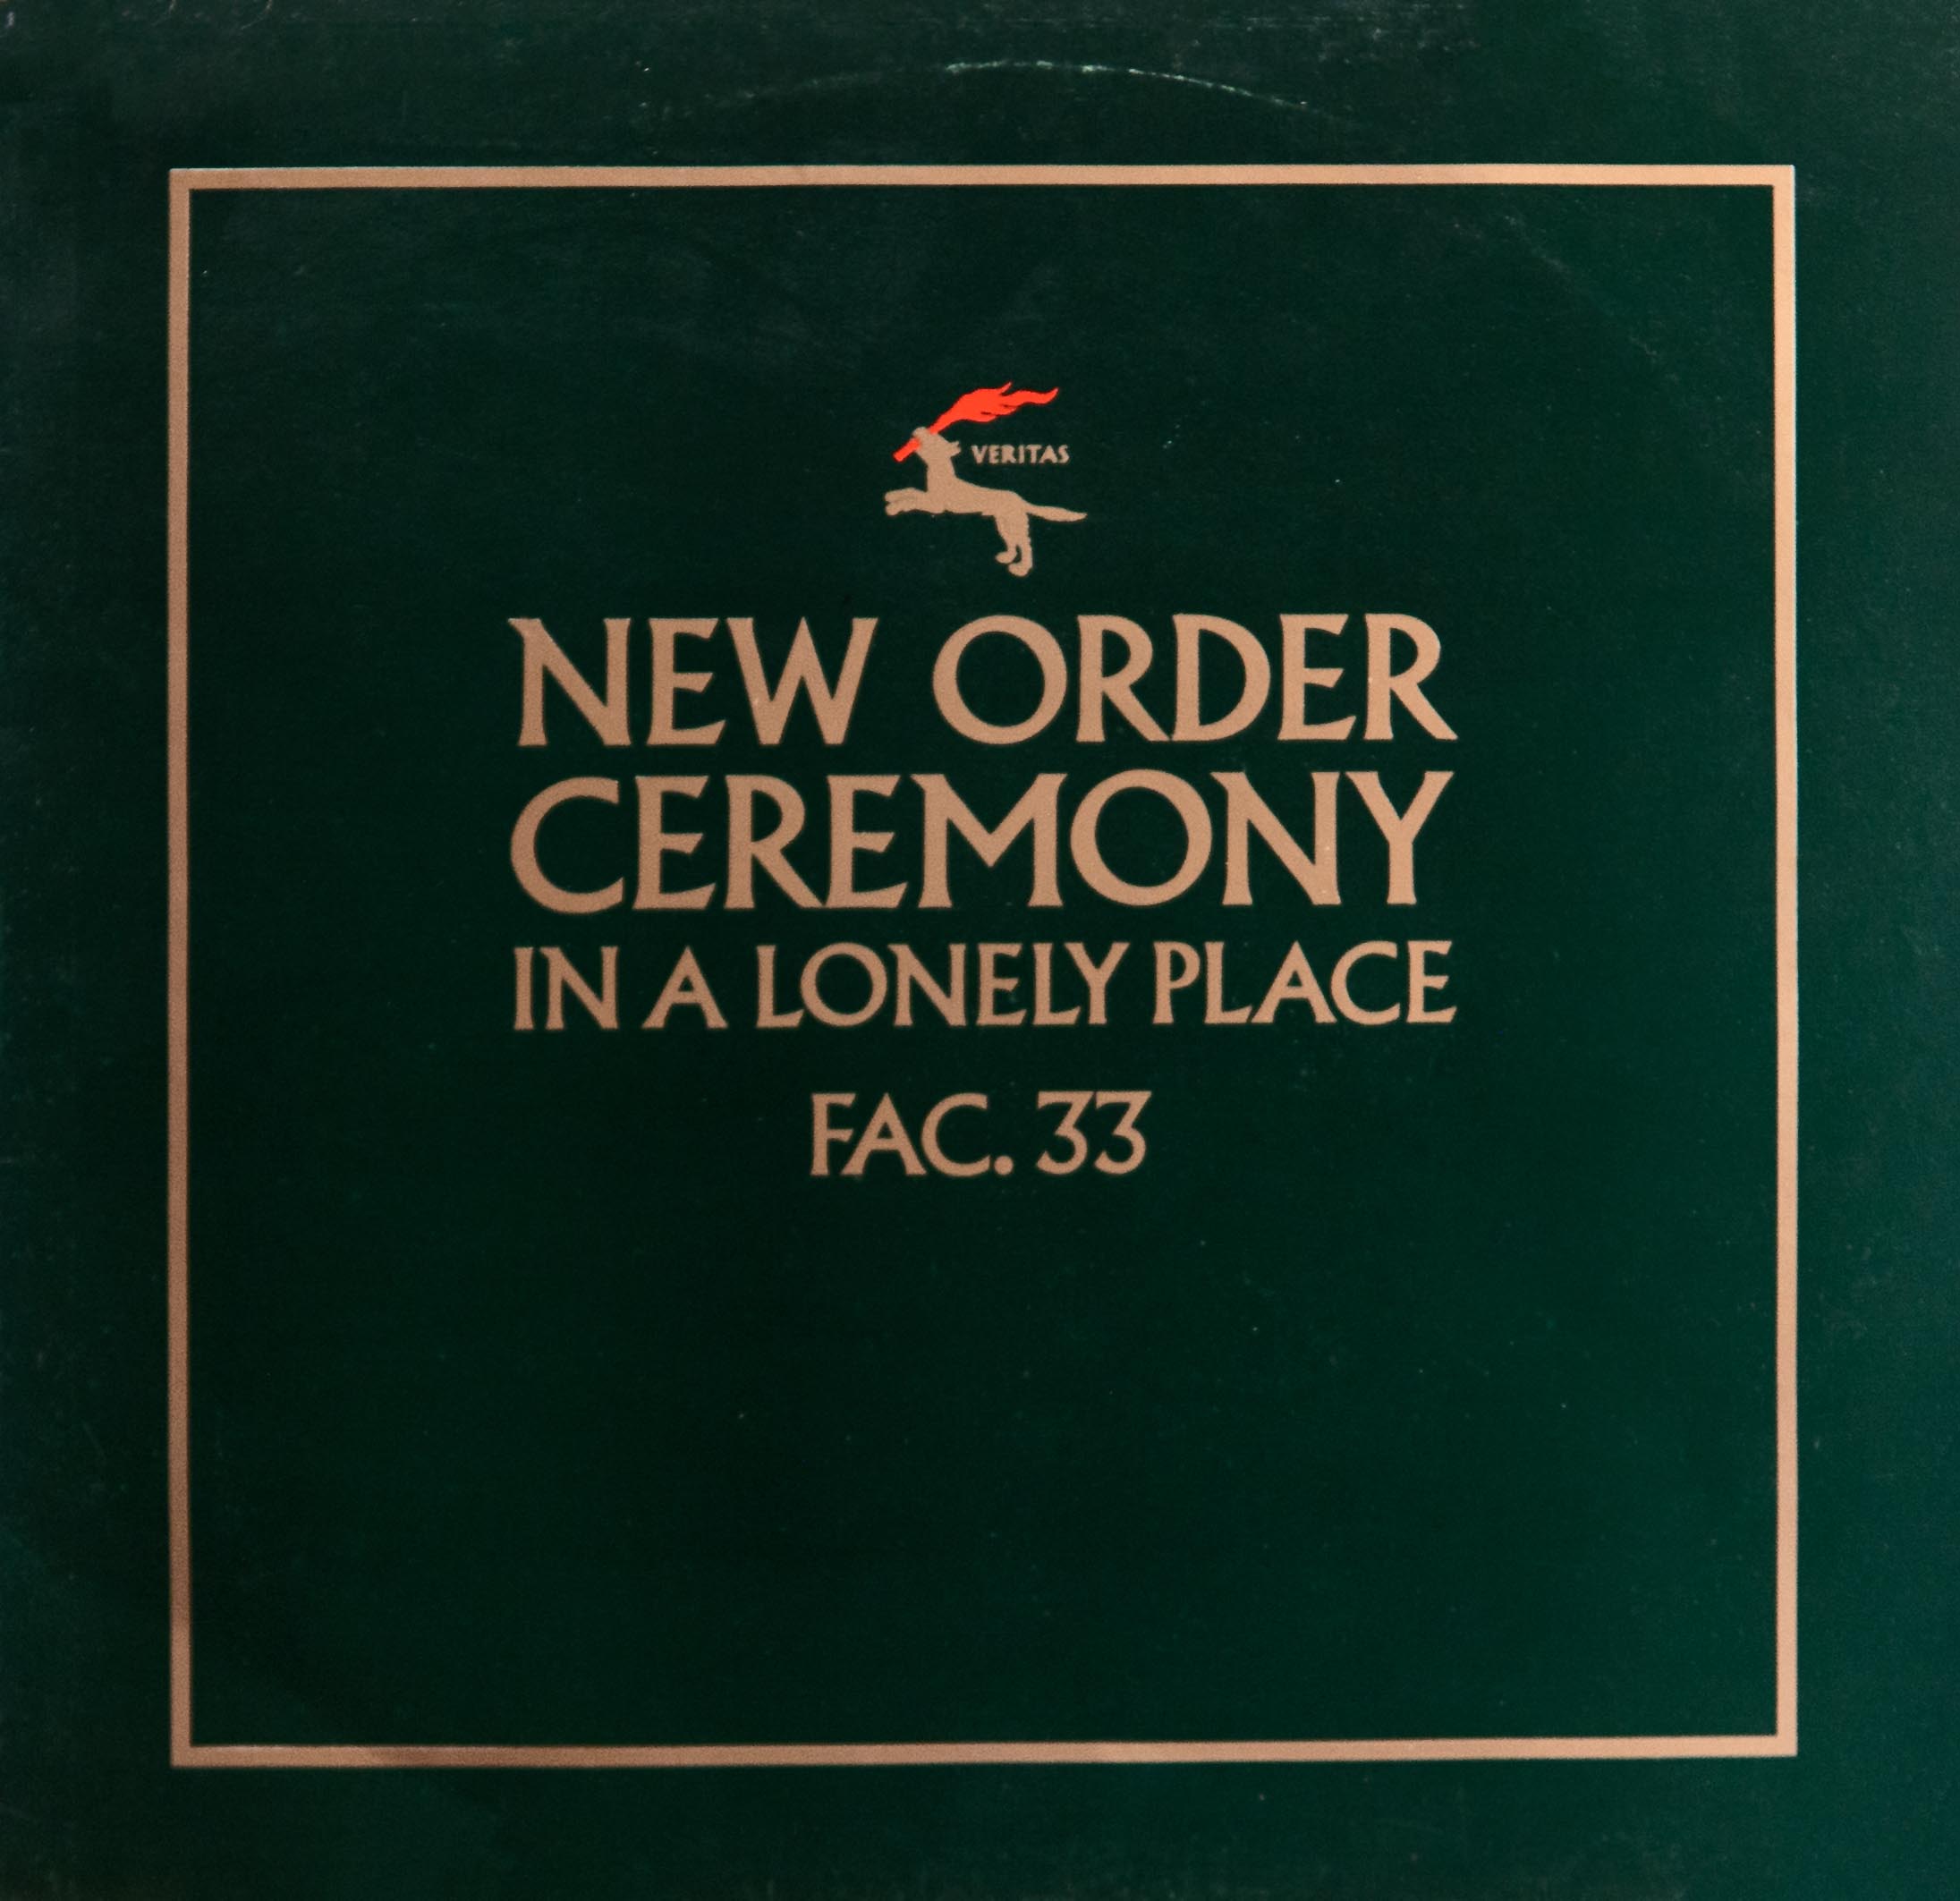 VERITAS
NEW ORDER
CEREMONY
IN A LONELY PLACE
FAC. 33